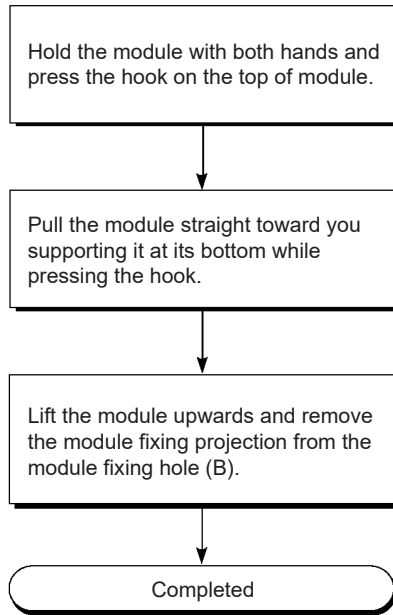 Hold the module with both hands and
press the hook on the top of module.
Pull the module straight toward you
supporting it at its bottom while
pressing the hook.
Lift the module upwards and remove
the module fixing projection from the
module fixing hole (B).
Completed